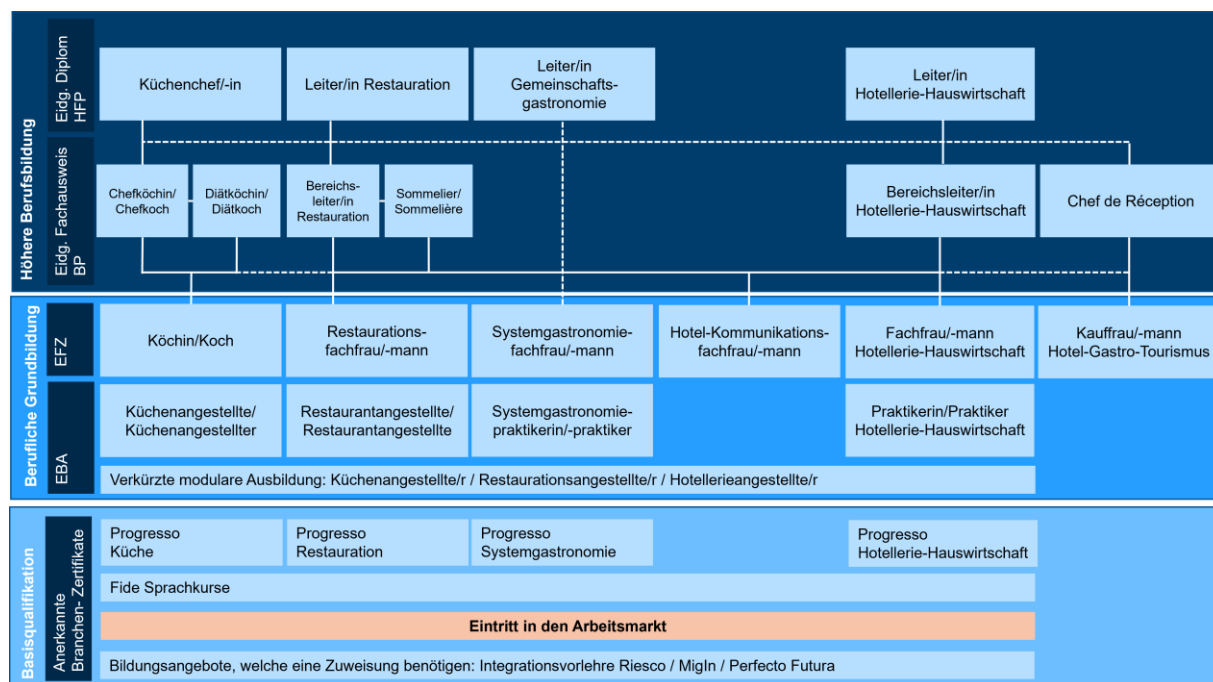 Höhere Berufsbildung
Eidg. Diplom
HFP
Küchenchef/-in
Leiter/in Restauration
Leiter/in
Gemeinschafts-
gastronomie
Leiter/in
Hotellerie-Hauswirtschaft
Eidg. Fachausweis
BP
Chefköchin/
Chefkoch
Diätköchin/
Diätkoch
Bereichs-
leiter/in
Restauration
Sommelier/
Sommelière
Bereichsleiter/in
Hotellerie-Hauswirtschaft
Chef de Réception
Berufliche Grundbildung
EFZ
Köchin/Koch
Restaurations-
fachfrau/-mann
Systemgastronomie-
fachfrau/-mann
Hotel-Kommunikations-
fachfrau/-mann
Fachfrau/-mann
Hotellerie-Hauswirtschaft
Kauffrau/-mann
Hotel-Gastro-Tourismus
EBA
Küchenangestellte/
Küchenangestellter
Restaurantangestellte/
Restaurantangestellte
Systemgastronomie-
praktikerin/-praktiker
Praktikerin/Praktiker
Hotellerie-Hauswirtschaft
Verkürzte modulare Ausbildung: Küchenangestellte/r / Restaurationsangestellte/r / Hotellerieangestellte/r
Basisqualifikation
Anerkannte
Branchen- Zertifikate
Progresso
Küche
Progresso
Restauration
Progresso
Systemgastronomie
Progresso
Hotellerie-Hauswirtschaft
Fide Sprachkurse
Eintritt in den Arbeitsmarkt
Bildungsangebote, welche eine Zuweisung benötigen: Integrationsvorlehre Riesco / MigIn / Perfecto Futura